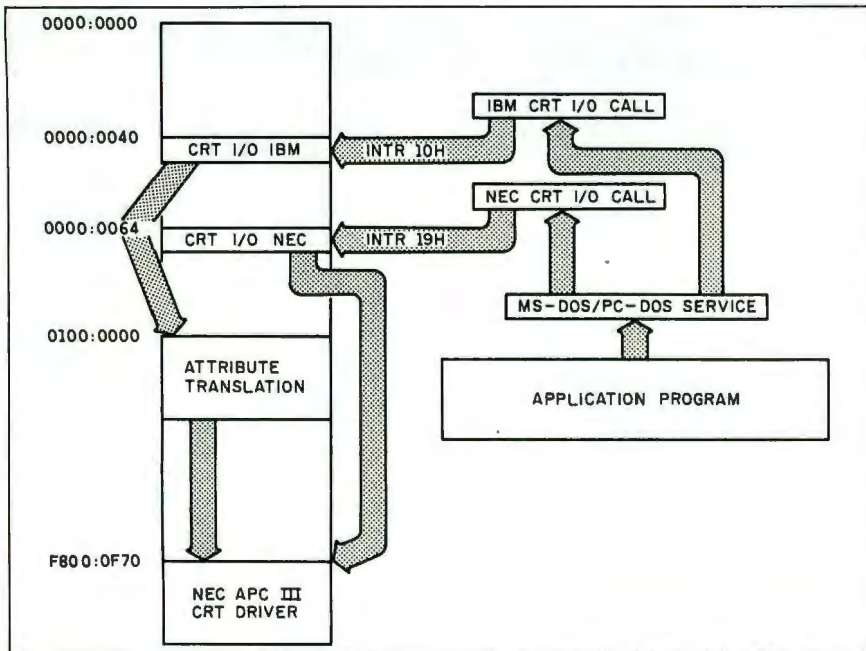 0000:0000
IBM CRT I/O CALL
0000:0040
CRT I/O IBM
INTR 10H
NEC CRT I/O CALL
0000:0064
CRT I/O NEC
INTR 19H
MS-DOS/PC-DOS SERVICE
0100:0000
ATTRIBUTE
TRANSLATION
APPLICATION PROGRAM
F800:0F70
NEC APC III
CRT DRIVER